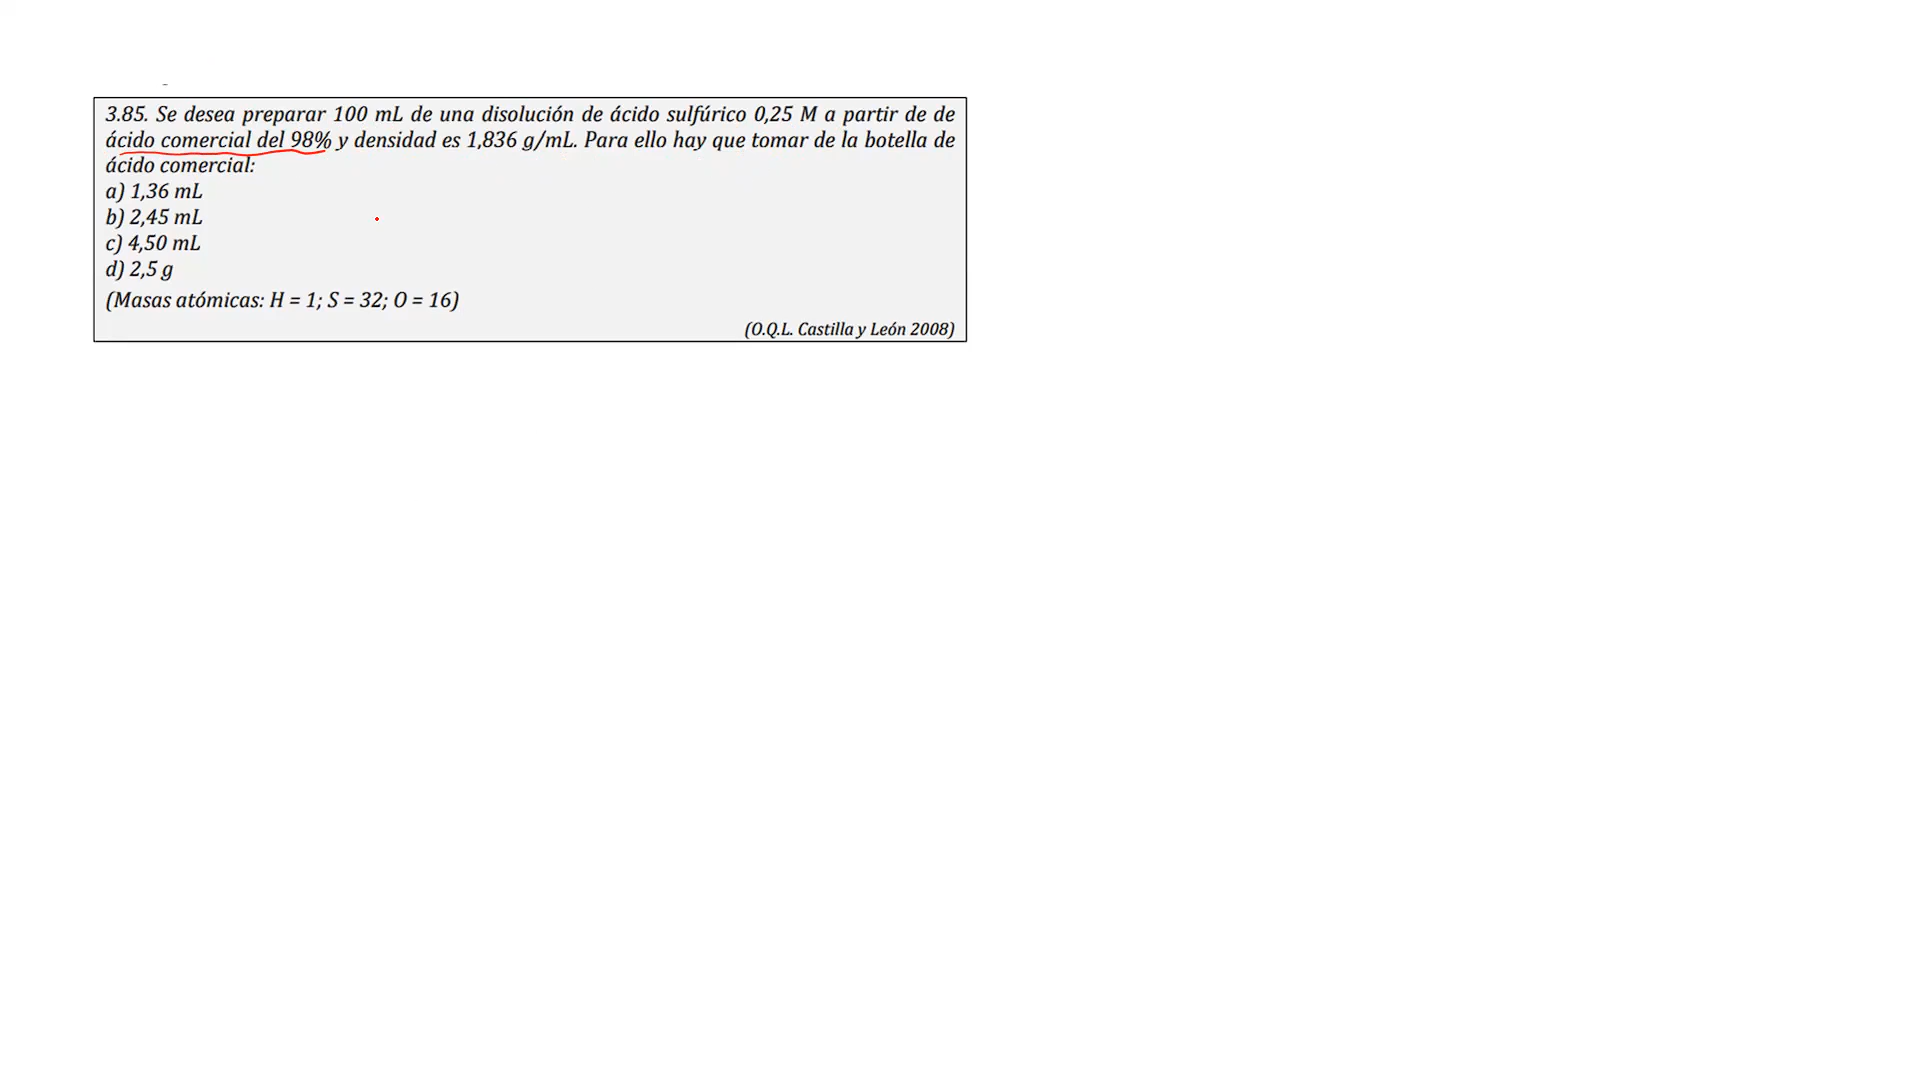 3.85. Se desea preparar 100 mL de una disolución de ácido sulfúrico 0,25 M a partir de de
ácido comercial del 98% y densidad es 1,836 g/mL. Para ello hay que tomar de la botella de
ácido comercial:
a) 1,36 mL
b) 2,45 mL
c) 4,50 mL
d) 2,5 g
(Masas atómicas: H = 1; S = 32; O = 16)
(O.Q.L. Castilla y León 2008)